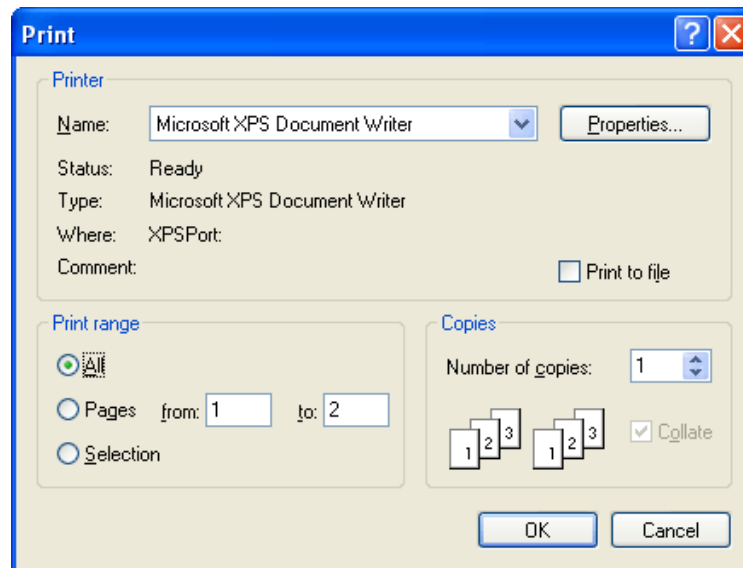 Print
Printer
Name: Microsoft XPS Document Writer Properties...
Status: Ready
Type: Microsoft XPS Document Writer
Where: XPSPort:
Comment: Print to file
Print range
All
Pages from: 1 to: 2
Selection
Copies
Number of copies: 1
1 2 3 1 2 3 Collate
OK Cancel